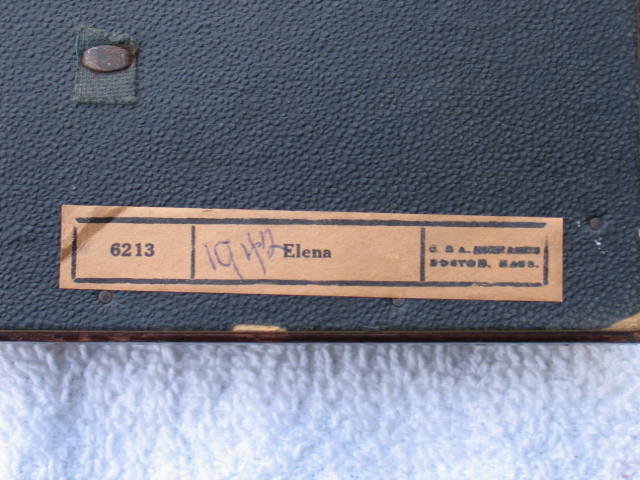 6213
1942
Elena
C. & A.
BOSTON, MASS.